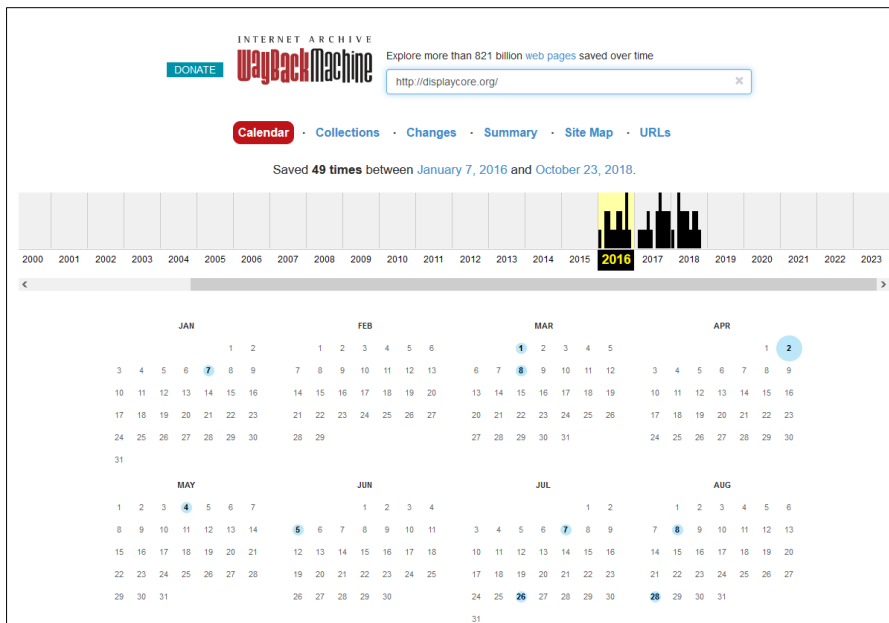 INTERNET ARCHIVE
DONATE
WayBackMachine
Explore more than 821 billion web pages saved over time
http://displaycore.org/ ×
Calendar · Collections · Changes · Summary · Site Map · URLs
Saved 49 times between January 7, 2016 and October 23, 2018.
2000 2001 2002 2003 2004 2005 2006 2007 2008 2009 2010 2011 2012 2013 2014 2015 2016 2017 2018 2019 2020 2021 2022 2023
JAN FEB MAR APR
1 2 1 2 3 4 5 6 1 2 3 4 5 1 2
3 4 5 6 7 8 9 7 8 9 10 11 12 13 6 7 8 9 10 11 12 3 4 5 6 7 8 9
10 11 12 13 14 15 16 14 15 16 17 18 19 20 13 14 15 16 17 18 19 10 11 12 13 14 15 16
17 18 19 20 21 22 23 21 22 23 24 25 26 27 20 21 22 23 24 25 26 17 18 19 20 21 22 23
24 25 26 27 28 29 30 28 29 27 28 29 30 31 24 25 26 27 28 29 30
31
MAY JUN JUL AUG
1 2 3 4 5 6 7 1 2 3 4 1 2 1 2 3 4 5 6
8 9 10 11 12 13 14 5 6 7 8 9 10 11 3 4 5 6 7 8 9 7 8 9 10 11 12 13
15 16 17 18 19 20 21 12 13 14 15 16 17 18 10 11 12 13 14 15 16 14 15 16 17 18 19 20
22 23 24 25 26 27 28 19 20 21 22 23 24 25 17 18 19 20 21 22 23 21 22 23 24 25 26 27
29 30 31 26 27 28 29 30 24 25 26 27 28 29 30 28 29 30 31
31